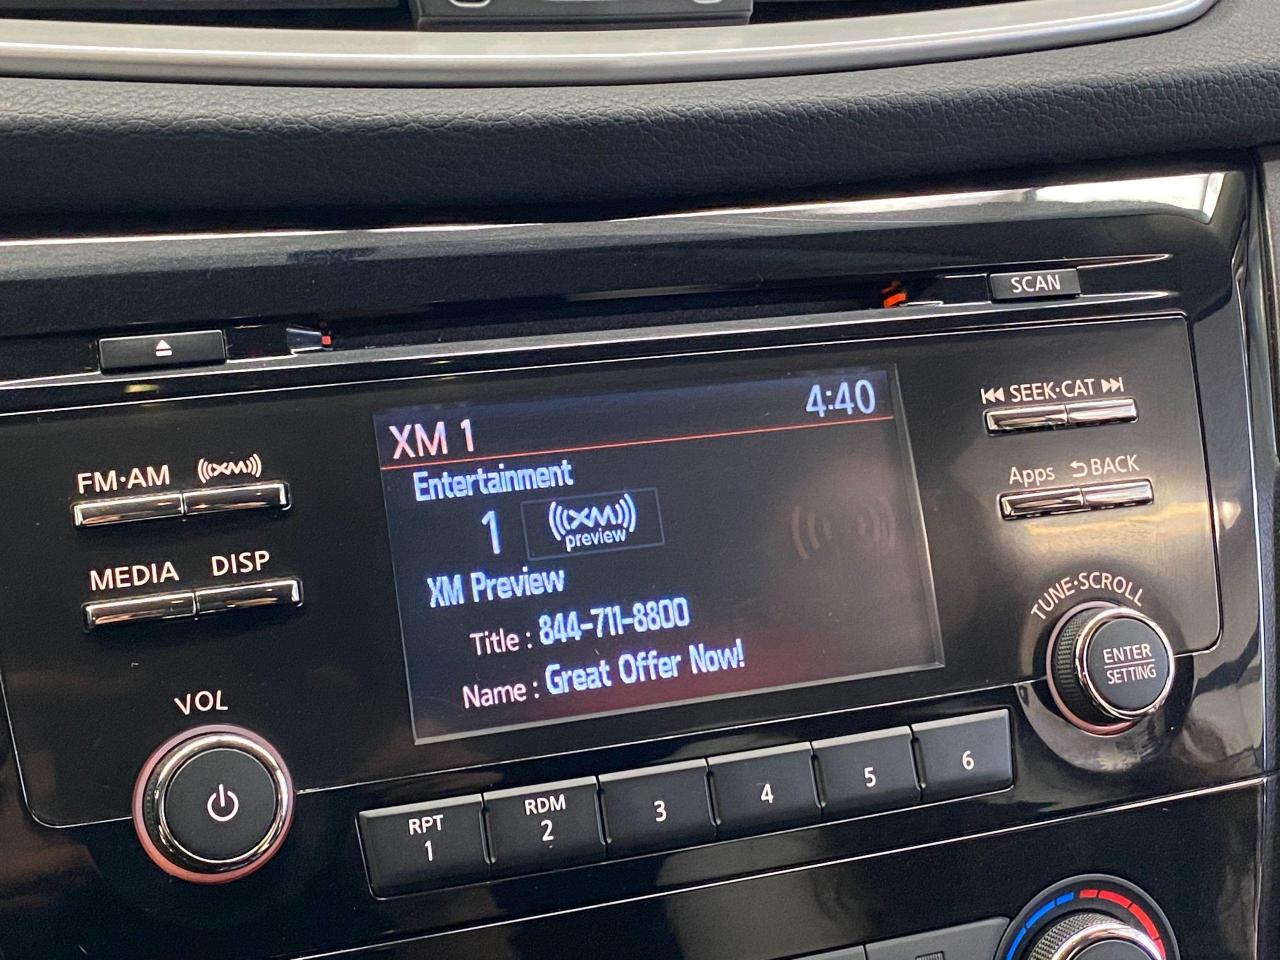 SCAN
4:40
XM 1
SEEK·CAT
Entertainment
FM·AM
((XM))
1
((XM))
preview
Apps
BACK
MEDIA
DISP
XM Preview
TUNE·SCROLL
Title : 844-711-8800
ENTER
SETTING
Name : Great Offer Now!
VOL
RPT
1
RDM
2
3
4
5
6